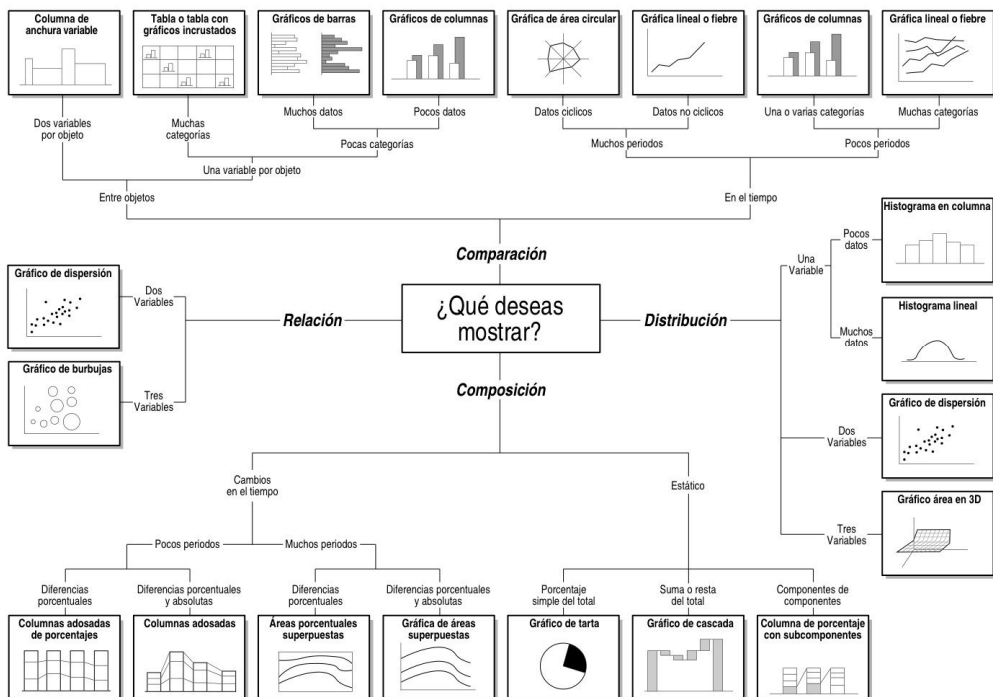 Columna de
anchura variable
Tabla o tabla con
gráficos incrustados
Gráficos de barras
Gráficos de columnas
Gráfica de área circular
Gráfica lineal o fiebre
Gráficos de columnas
Gráfica lineal o fiebre
Dos variables
por objeto
Muchas
categorías
Muchos datos
Pocos datos
Datos ciclicos
Datos no ciclicos
Una o varias categorías
Muchas categorías
Pocas categorías
Muchos periodos
Pocos periodos
Una variable por objeto
Entre objetos
En el tiempo
Comparación
¿Qué deseas
mostrar?
Relación
Dos
Variables
Gráfico de dispersión
Tres
Variables
Gráfico de burbujas
Distribución
Una
Variable
Pocos
datos
Histograma en columna
Muchos
datos
Histograma lineal
Dos
Variables
Gráfico de dispersión
Tres
Variables
Gráfico área en 3D
Composición
Cambios
en el tiempo
Estático
Pocos periodos
Muchos periodos
Diferencias
porcentuales
Diferencias porcentuales
y absolutas
Diferencias
porcentuales
Diferencias porcentuales
y absolutas
Porcentaje
simple del total
Suma o resta
del total
Componentes de
componentes
Columnas adosadas
de porcentajes
Columnas adosadas
Áreas porcentuales
superpuestas
Gráfica de áreas
superpuestas
Gráfico de tarta
Gráfico de cascada
Columna de porcentaje
con subcomponentes